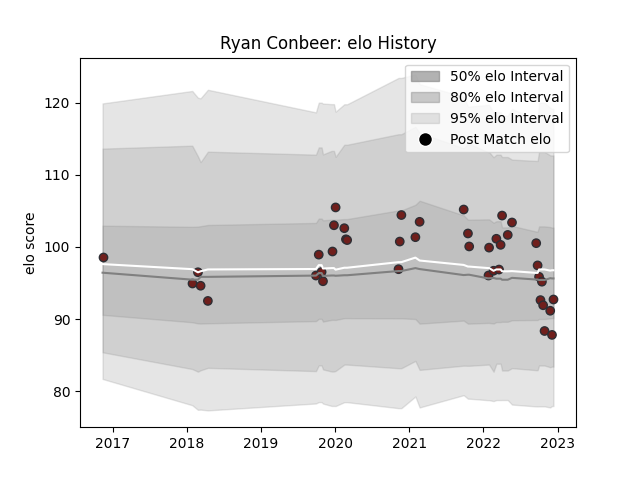 Ryan Conbeer: elo History
50% elo Interval
80% elo Interval
95% elo Interval
Post Match elo
elo score
120
110
100
90
80
2017 2018 2019 2020 2021 2022 2023